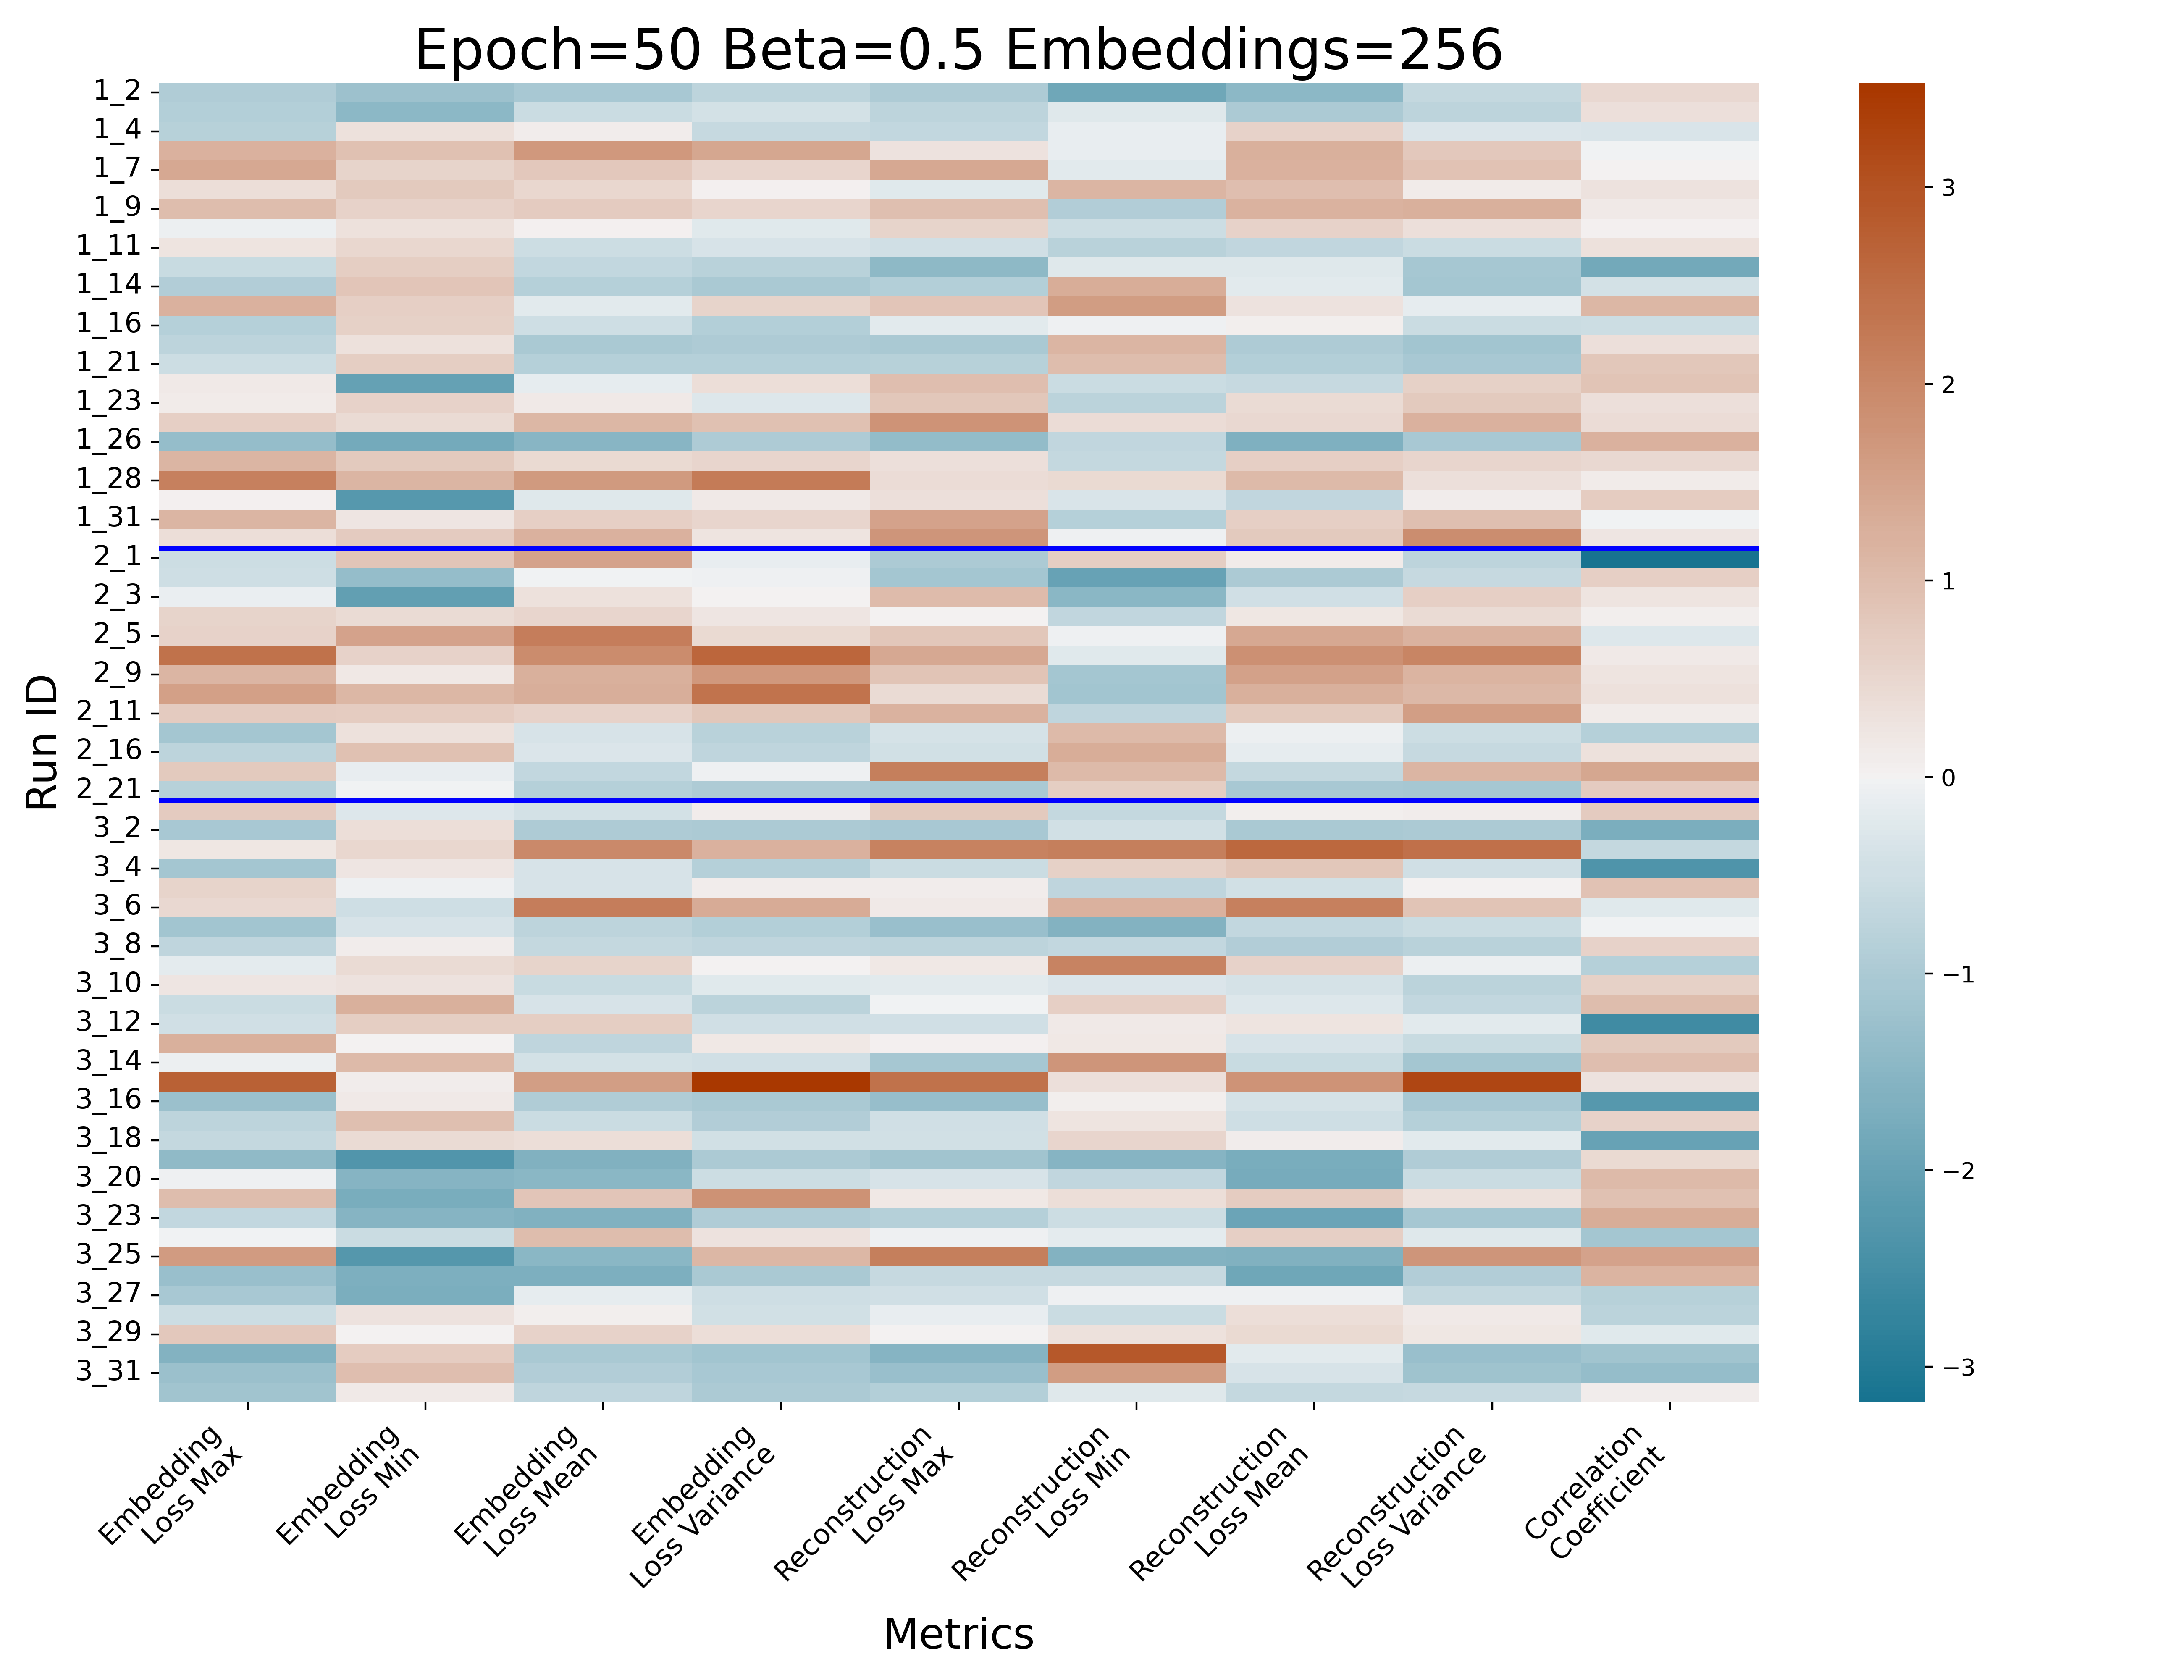 Epoch=50 Beta=0.5 Embeddings=256
Run ID
1_2
1_4
1_7
1_9
1_11
1_14
1_16
1_21
1_23
1_26
1_28
1_31
2_1
2_3
2_5
2_9
2_11
2_16
2_21
3_2
3_4
3_6
3_8
3_10
3_12
3_14
3_16
3_18
3_20
3_23
3_25
3_27
3_29
3_31
3
2
1
0
−1
−2
−3
Embedding
Loss Max
Embedding
Loss Min
Embedding
Loss Mean
Embedding
Loss Variance
Reconstruction
Loss Max
Reconstruction
Loss Min
Reconstruction
Loss Mean
Reconstruction
Loss Variance
Correlation
Coefficient
Metrics